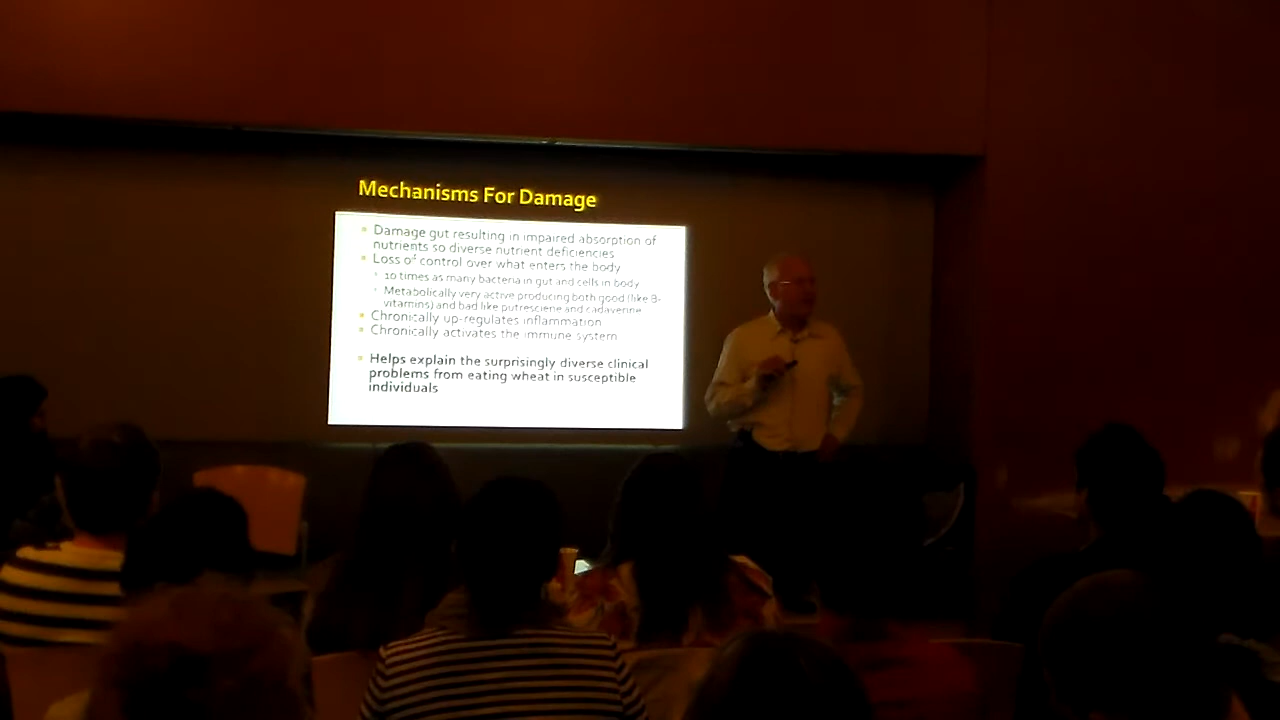 Mechanisms For Damage
Damage gut resulting in impaired absorption of
nutrients so diverse nutrient deficiencies
Loss of control over what enters the body
10 times as many bacteria in gut and cells in body
Metabolically very active producing both good (like B-
vitamins) and bad like putresciene and cadaverine
Chronically up-regulates inflammation
Chronically activates the immune system
Helps explain the surprisingly diverse clinical
problems from eating wheat in susceptible
individuals